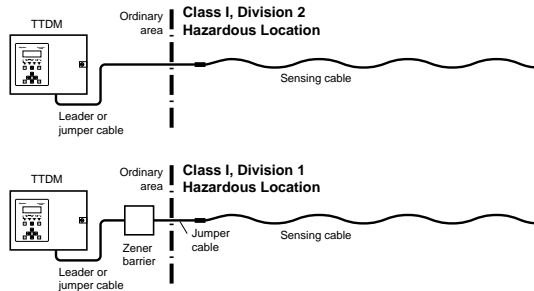 TTDM
Ordinary
area
Class I, Division 2
Hazardous Location
Sensing cable
Leader or
jumper cable
TTDM
Ordinary
area
Class I, Division 1
Hazardous Location
Zener
barrier
Jumper
cable
Sensing cable
Leader or
jumper cable